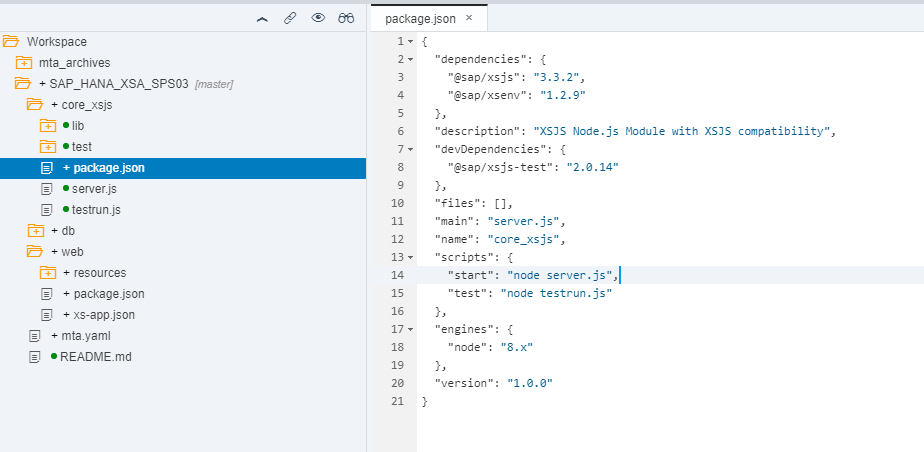 Workspace
mta_archives
+ SAP_HANA_XSA_SPS03 [master]
+ core_xsjs
lib
test
+ package.json
server.js
testrun.js
+ db
+ web
+ resources
+ package.json
+ xs-app.json
+ mta.yaml
README.md
package.json ×
1 {
2 "dependencies": {
3 "@sap/xsjs": "3.3.2",
4 "@sap/xsenv": "1.2.9"
5 },
6 "description": "XSJS Node.js Module with XSJS compatibility",
7 "devDependencies": {
8 "@sap/xsjs-test": "2.0.14"
9 },
10 "files": [],
11 "main": "server.js",
12 "name": "core_xsjs",
13 "scripts": {
14 "start": "node server.js",
15 "test": "node testrun.js"
16 },
17 "engines": {
18 "node": "8.x"
19 },
20 "version": "1.0.0"
21 }